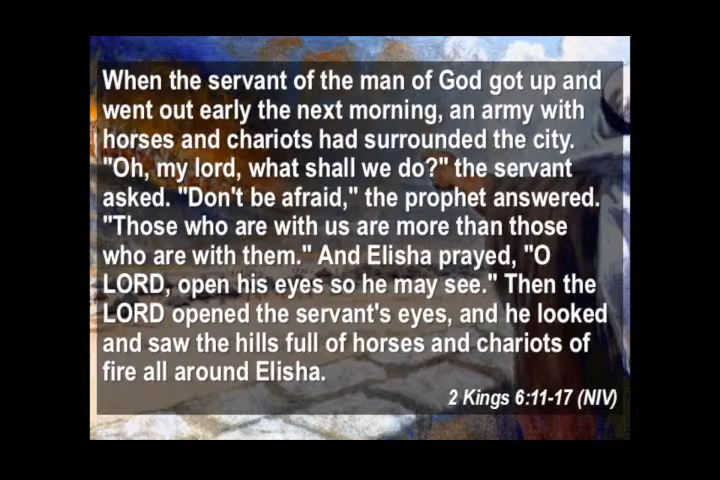 When the servant of the man of God got up and
went out early the next morning, an army with
horses and chariots had surrounded the city.
"Oh, my lord, what shall we do?" the servant
asked. "Don't be afraid," the prophet answered.
"Those who are with us are more than those
who are with them." And Elisha prayed, "O
LORD, open his eyes so he may see." Then the
LORD opened the servant's eyes, and he looked
and saw the hills full of horses and chariots of
fire all around Elisha.
2 Kings 6:11-17 (NIV)